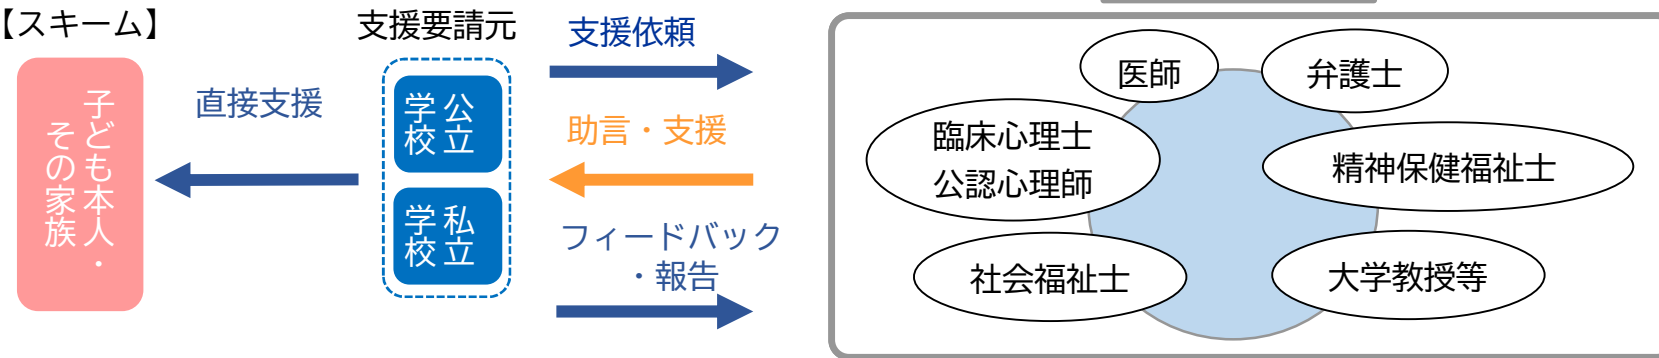 【スキーム】
支援要請元
支援依頼
子ども本人・
その家族
直接支援
公立
学校
私立
学校
助言・支援
フィードバック
・報告
医師
弁護士
臨床心理士
公認心理師
精神保健福祉士
社会福祉士
大学教授等